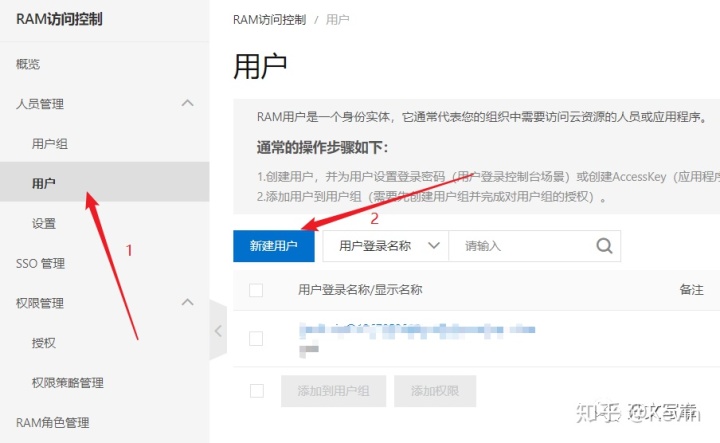 RAM访问控制
概览
人员管理
用户组
用户
设置
SSO 管理
权限管理
授权
权限策略管理
RAM角色管理
RAM访问控制 / 用户
用户
RAM用户是一个身份实体，它通常代表您的组织中需要访问云资源的人员或应用程序。
通常的操作步骤如下：
1.创建用户，并为用户设置登录密码（用户登录控制台场景）或创建AccessKey（应用程序
2.添加用户到用户组（需要先创建用户组并完成对用户组的授权）。
1
2
新建用户 用户登录名称 请输入
用户登录名称/显示名称 备注
添加到用户组 添加权限
知乎 @Kevin